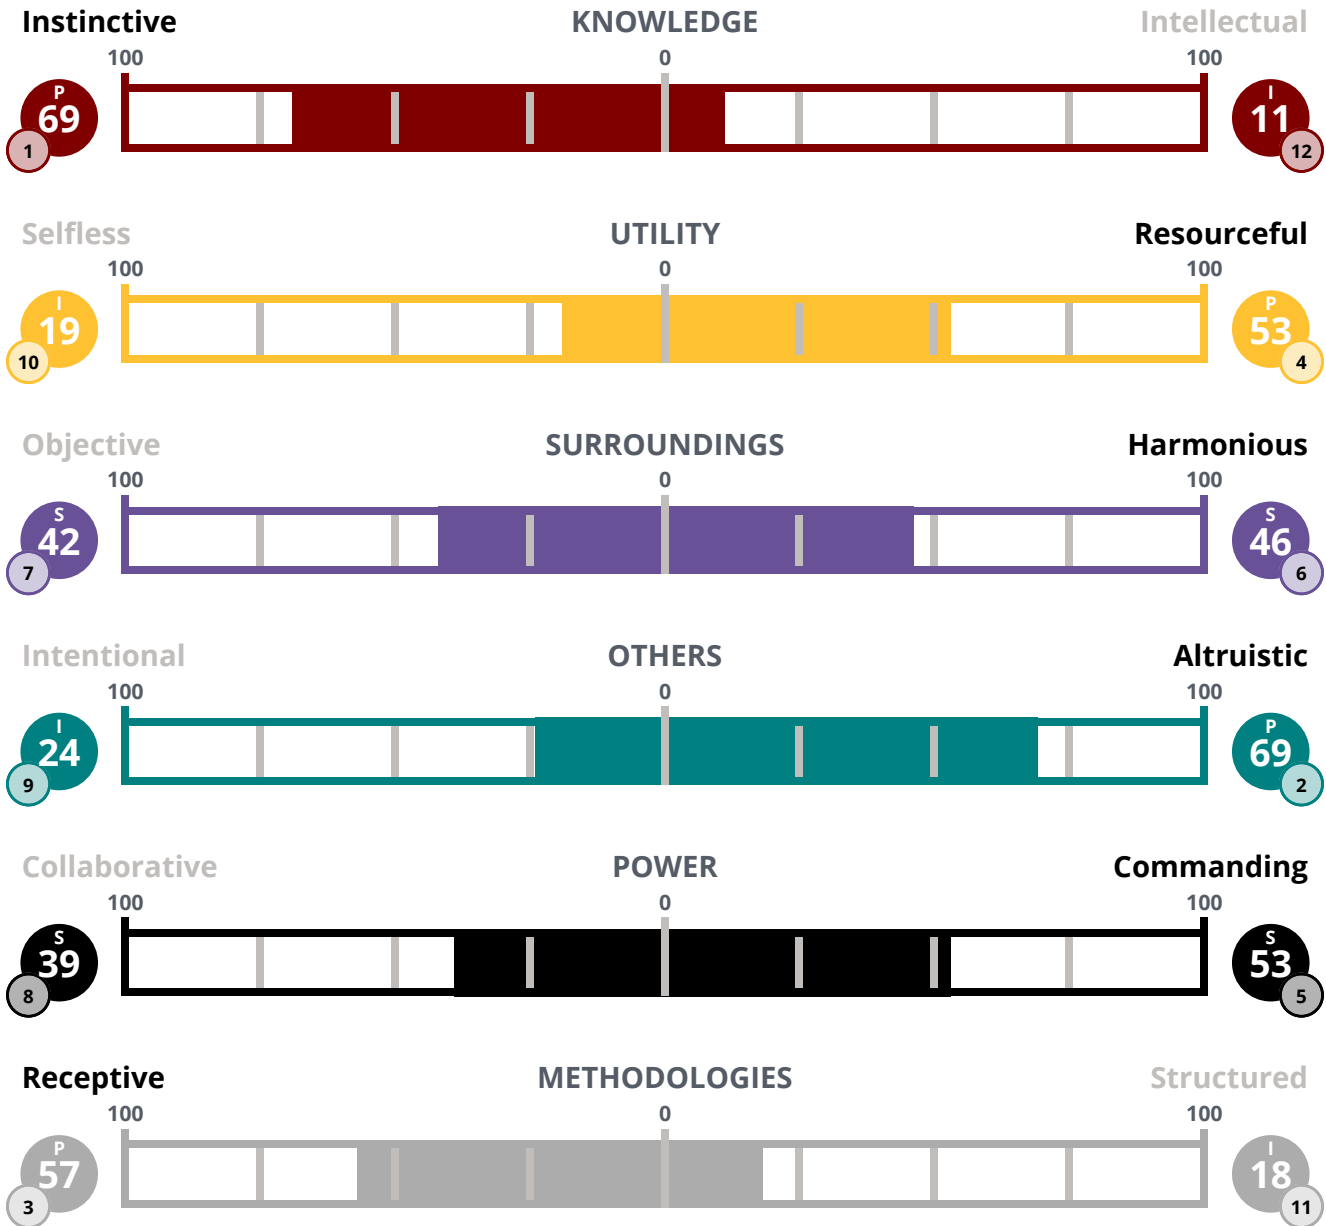 Instinctive KNOWLEDGE Intellectual
100 0 100
P I
69 11
1 12
Selfless UTILITY Resourceful
100 0 100
I P
19 53
10 4
Objective SURROUNDINGS Harmonious
100 0 100
S S
42 46
7 6
Intentional OTHERS Altruistic
100 0 100
I P
24 69
9 2
Collaborative POWER Commanding
100 0 100
S S
39 53
8 5
Receptive METHODOLOGIES Structured
100 0 100
P I
57 18
3 11